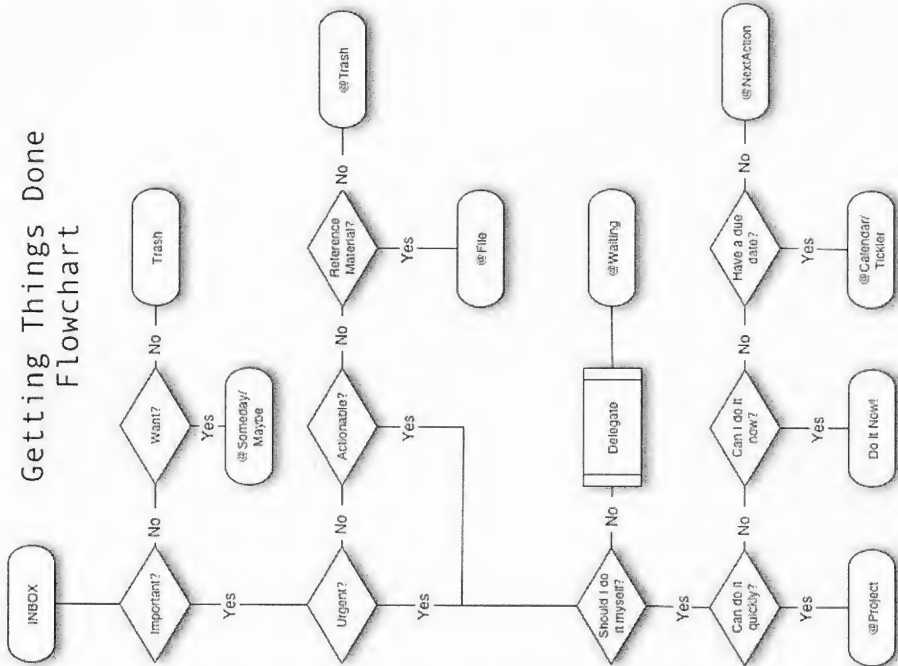 Getting Things Done
Flowchart
INBOX
Important?
No
Want?
No
Trash
Yes
Yes
@Someday/
Maybe
Urgent?
No
Actionable?
No
Reference
Material?
No
@Trash
Yes
Yes
Yes
@File
Should I do
it myself?
No
Delegate
@Waiting
Yes
Can do it
quickly?
No
Can I do it
now?
No
Have a due
date?
No
@NextAction
Yes
Yes
Yes
@Project
Do It Now!
@Calendar/
Tickler